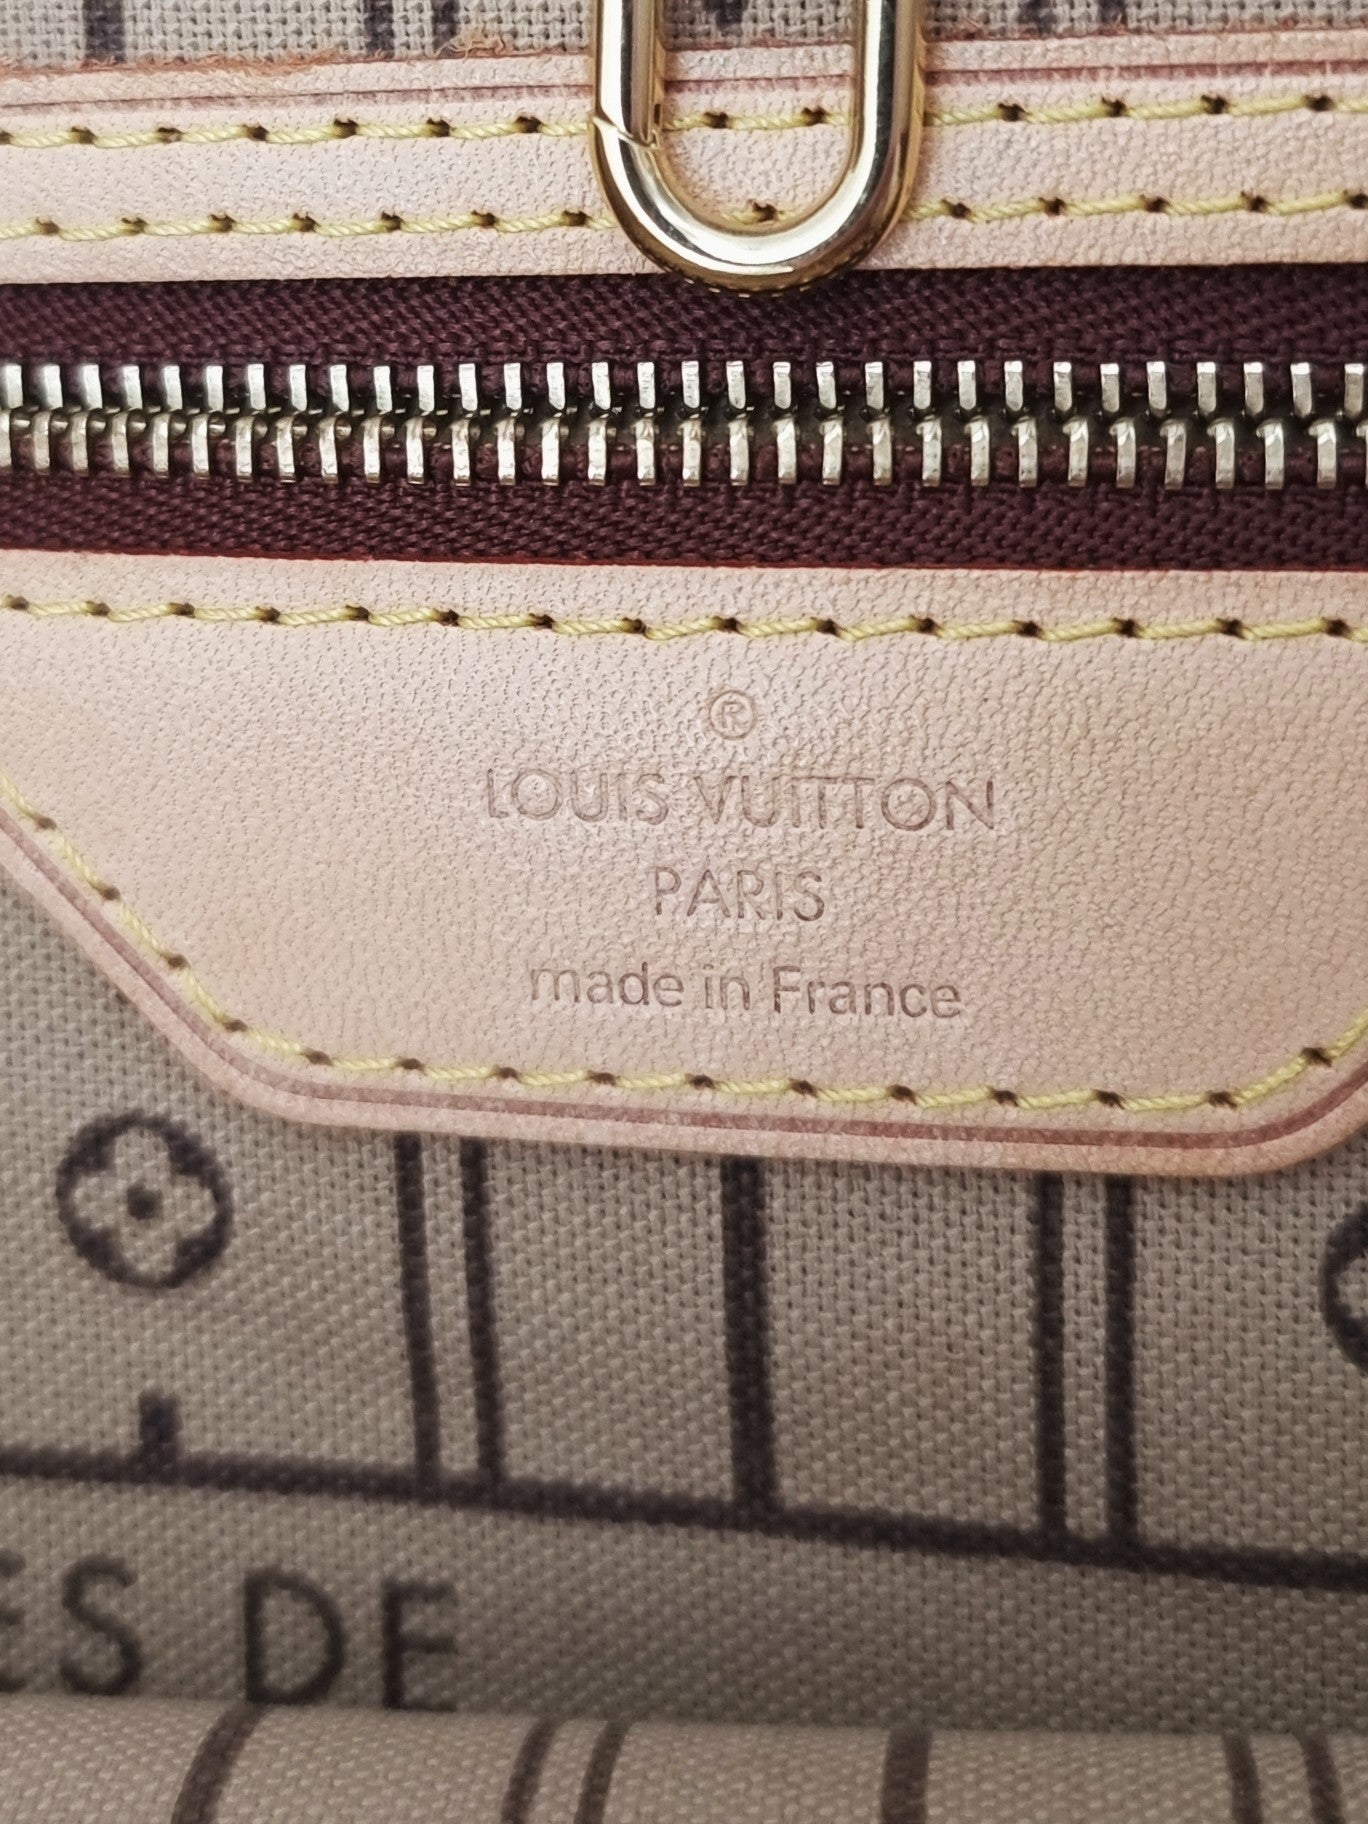 ®
LOUIS VUITTON
PARIS
made in France
ES DE